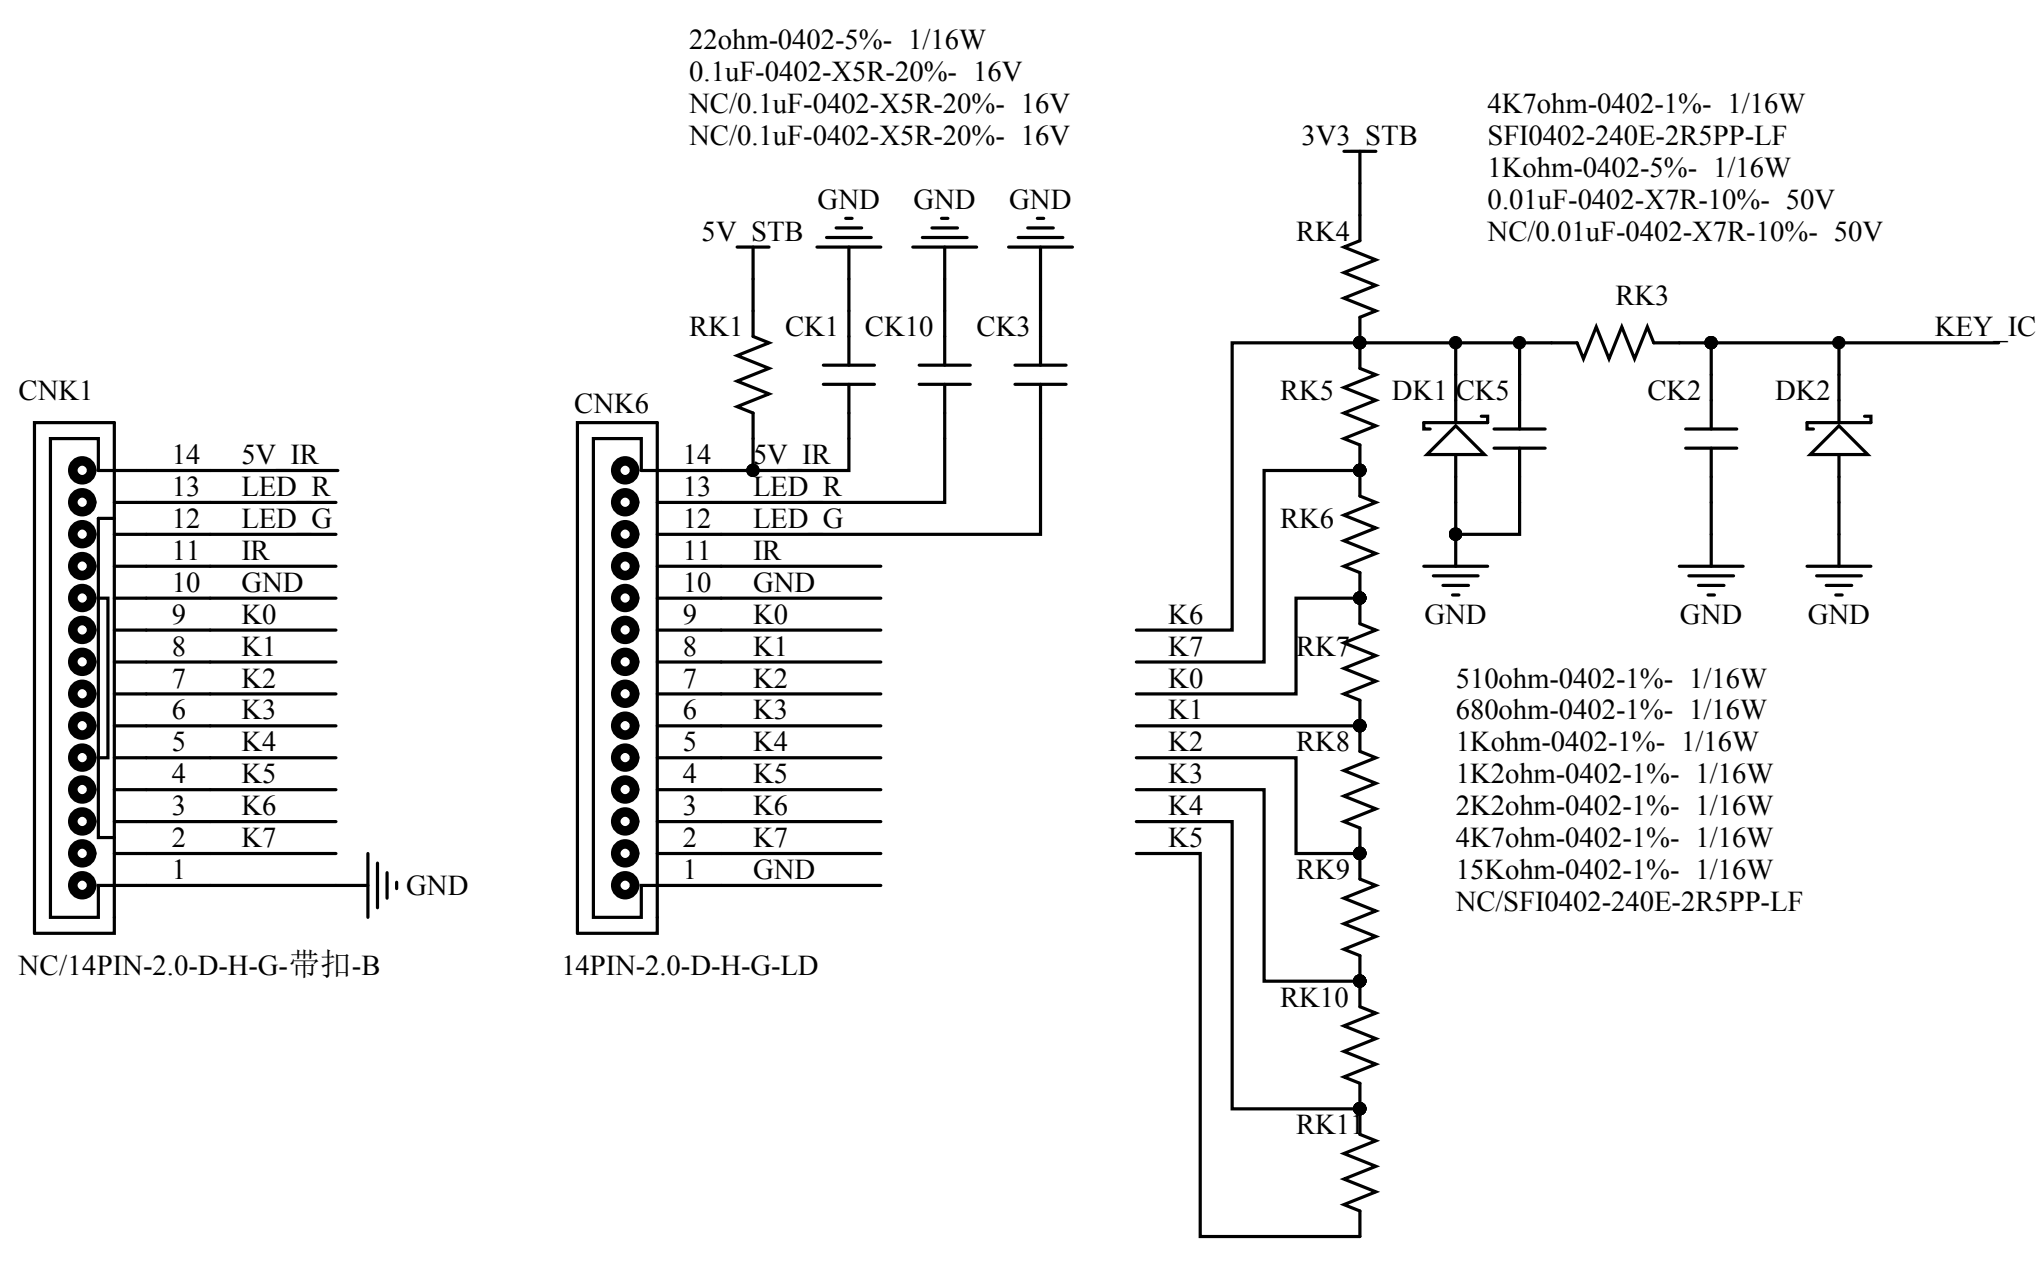 22ohm-0402-5%- 1/16W
0.1uF-0402-X5R-20%- 16V
NC/0.1uF-0402-X5R-20%- 16V
NC/0.1uF-0402-X5R-20%- 16V
4K7ohm-0402-1%- 1/16W
SFI0402-240E-2R5PP-LF
1Kohm-0402-5%- 1/16W
0.01uF-0402-X7R-10%- 50V
NC/0.01uF-0402-X7R-10%- 50V
CNK1
14 5V_IR
13 LED_R
12 LED_G
11 IR
10 GND
9 K0
8 K1
7 K2
6 K3
5 K4
4 K5
3 K6
2 K7
1
GND
NC/14PIN-2.0-D-H-G-带扣-B
5V_STB
GND
GND
GND
RK1
CK1
CK10
CK3
CNK6
14 5V_IR
13 LED_R
12 LED_G
11 IR
10 GND
9 K0
8 K1
7 K2
6 K3
5 K4
4 K5
3 K6
2 K7
1 GND
14PIN-2.0-D-H-G-LD
3V3_STB
RK4
RK3
KEY_IC
RK5
DK1
CK5
CK2
DK2
RK6
GND
GND
GND
K6
K7
K0
K1
K2
K3
K4
K5
RK7
RK8
RK9
RK10
RK11
510ohm-0402-1%- 1/16W
680ohm-0402-1%- 1/16W
1Kohm-0402-1%- 1/16W
1K2ohm-0402-1%- 1/16W
2K2ohm-0402-1%- 1/16W
4K7ohm-0402-1%- 1/16W
15Kohm-0402-1%- 1/16W
NC/SFI0402-240E-2R5PP-LF